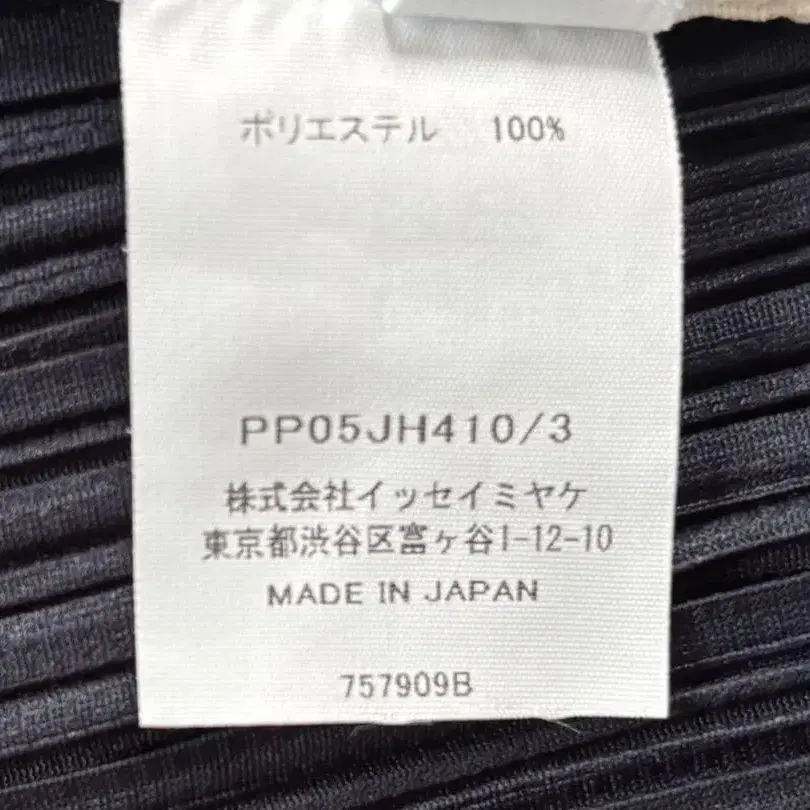 ポリエステル 100%
PP05JH410/3
株式会社イッセイミヤケ
東京都渋谷区富ヶ谷1-12-10
MADE IN JAPAN
757909B